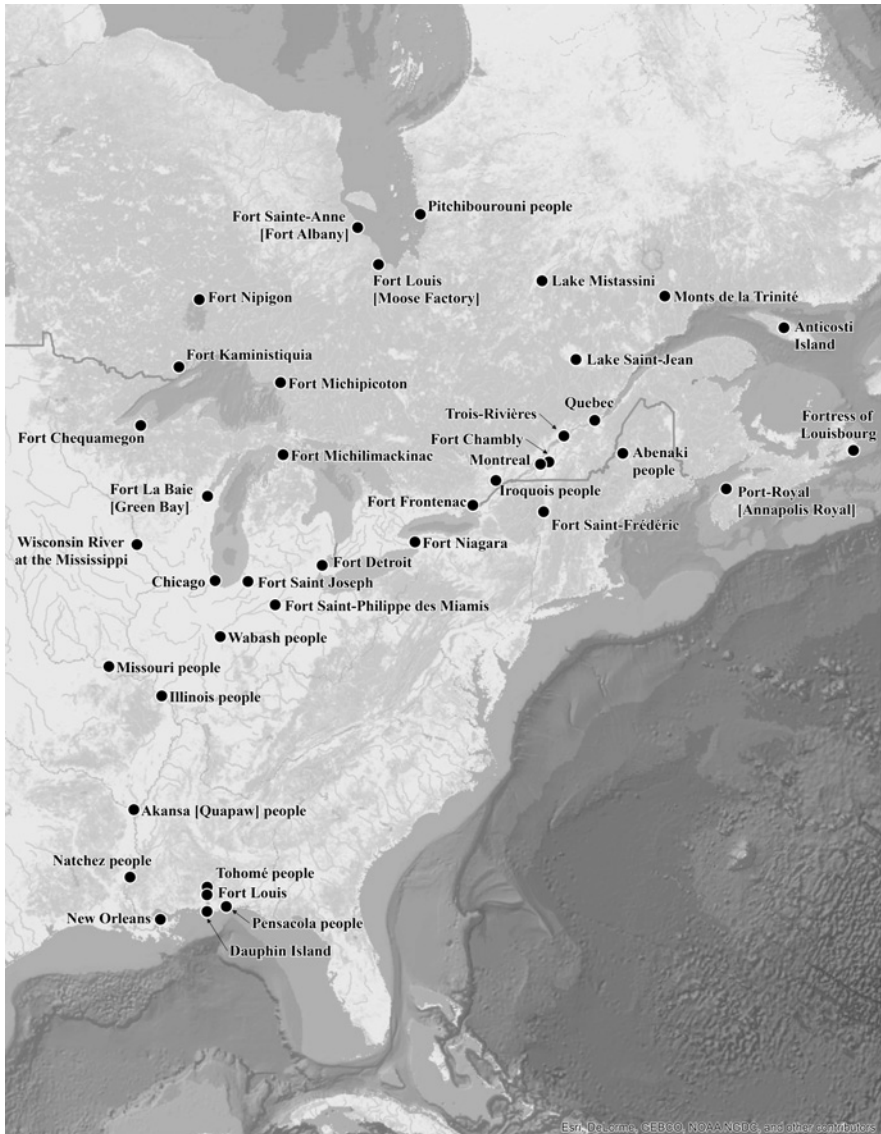 Pitchibourouni people
Fort Sainte-Anne
[Fort Albany]
Fort Louis
[Moose Factory]
Lake Mistassini
Fort Nipigon
Monts de la Trinité
Anticosti
Island
Fort Kaministiquia
Lake Saint-Jean
Fort Michipicoton
Quebec
Trois-Rivières
Fort Chequamegon
Fort Chambly
Fortress of
Louisbourg
Fort Michilimackinac
Montreal
Abenaki
people
Iroquois people
Fort La Baie
[Green Bay]
Port-Royal
[Annapolis Royal]
Fort Frontenac
Fort Saint-Frédéric
Wisconsin River
at the Mississippi
Fort Niagara
Fort Detroit
Chicago
Fort Saint Joseph
Fort Saint-Philippe des Miamis
Wabash people
Missouri people
Illinois people
Akansa [Quapaw] people
Natchez people
Tohomé people
Fort Louis
New Orleans
Pensacola people
Dauphin Island
Esri, DeLorme, GEBCO, NOAA NGDC, and other contributors